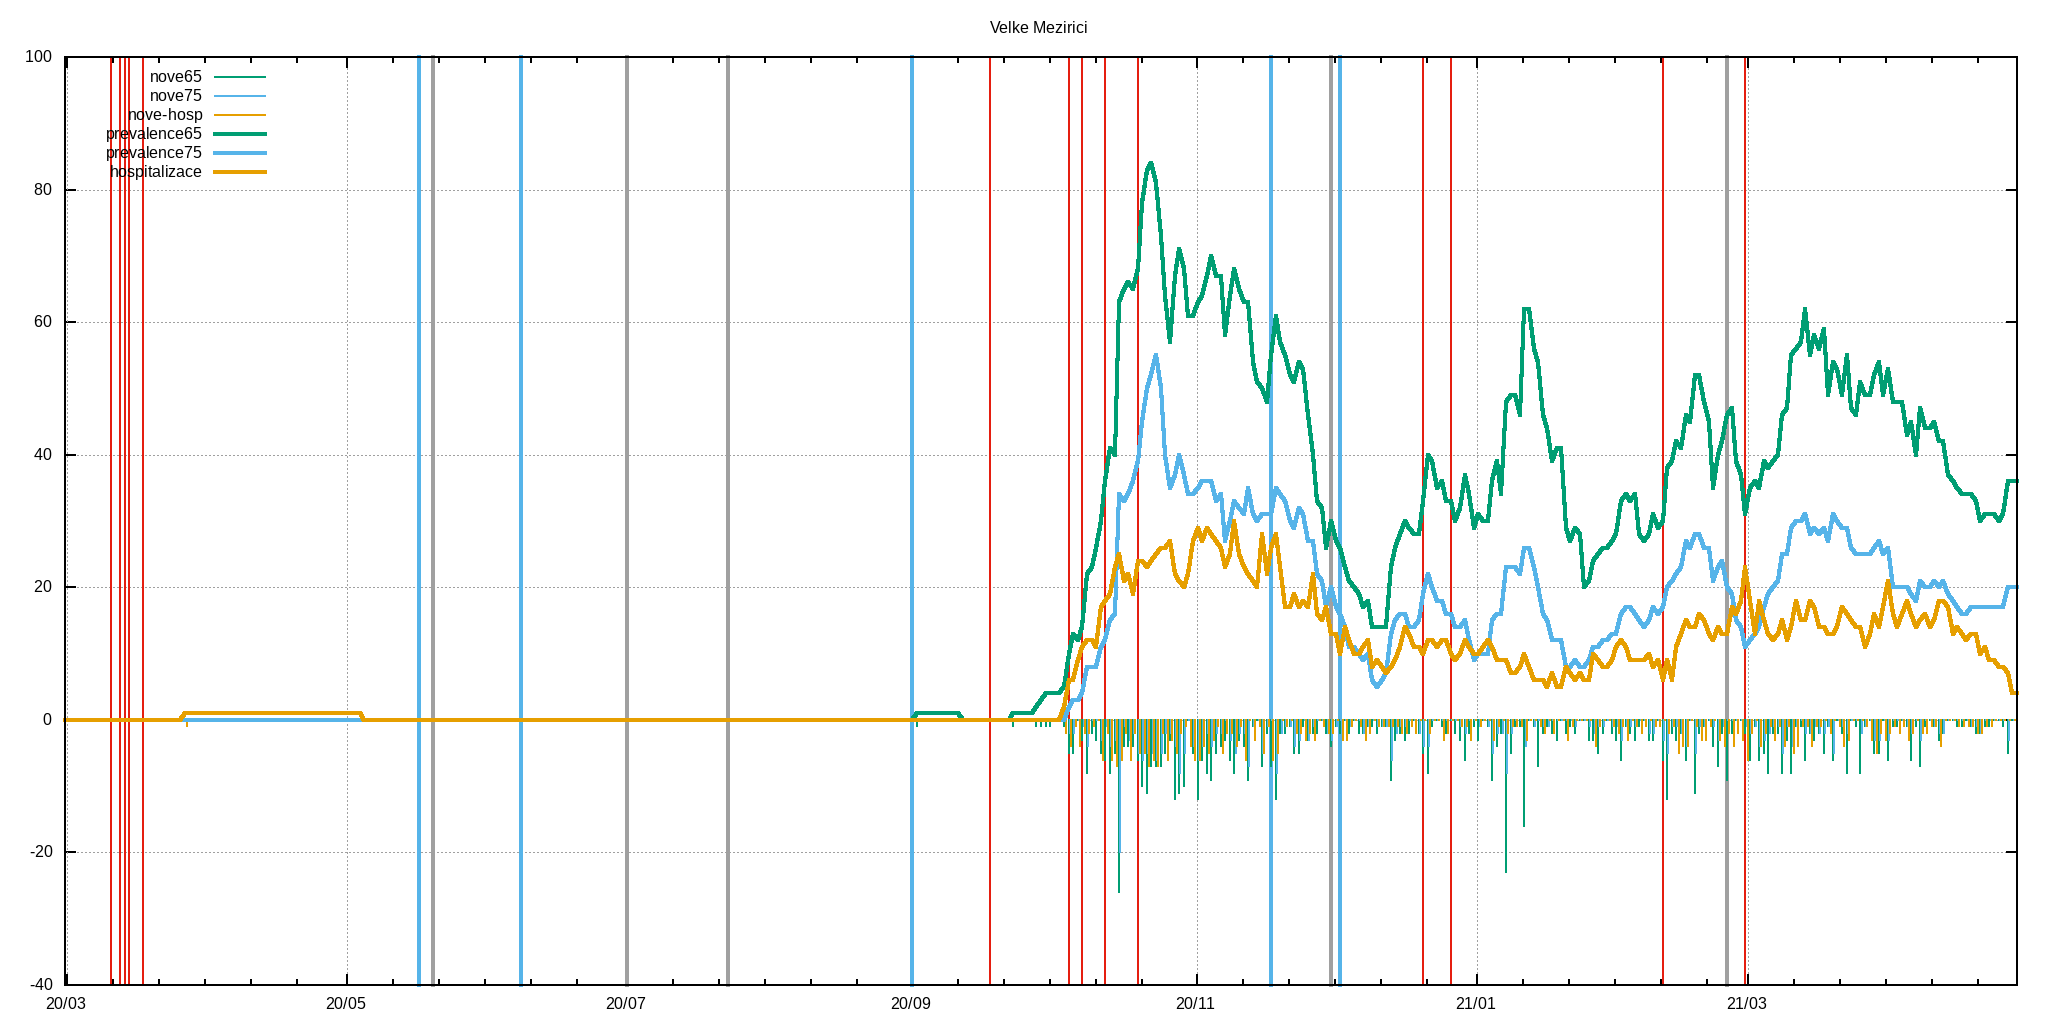 Velke Mezirici
100
80
60
40
20
0
-20
-40
nove65
nove75
nove-hosp
prevalence65
prevalence75
hospitalizace
20/03 20/05 20/07 20/09 20/11 21/01 21/03